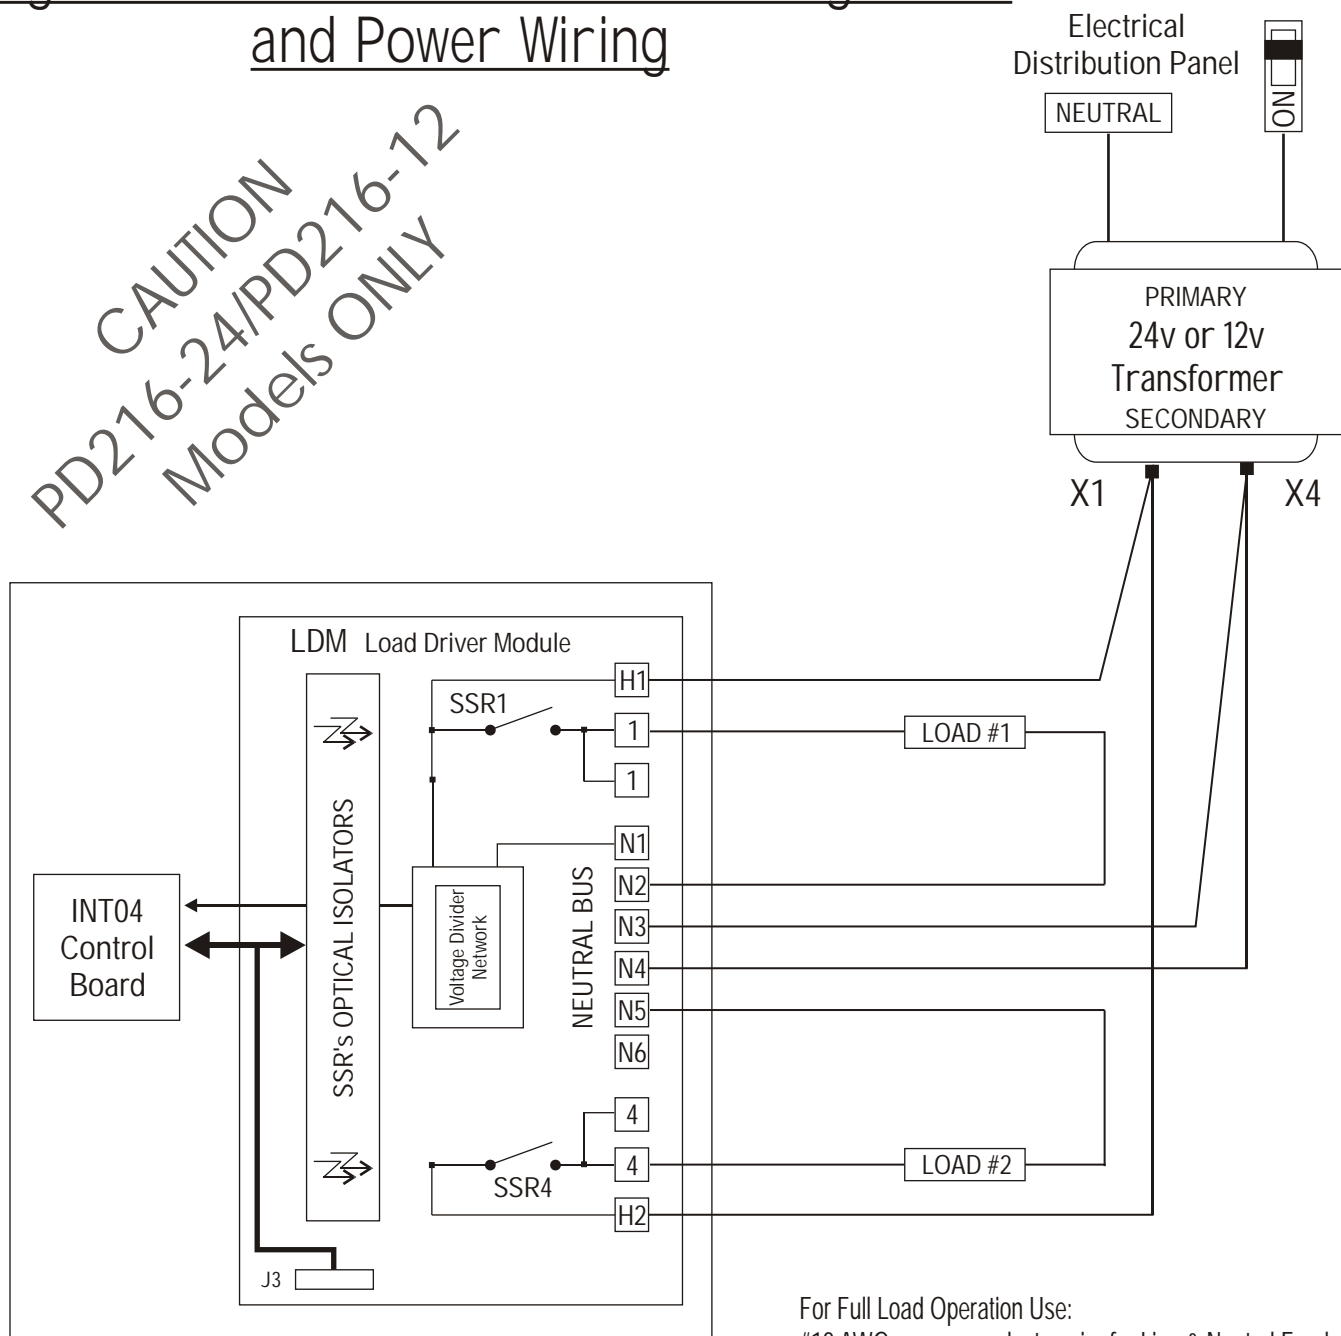 and Power Wiring
Electrical
Distribution Panel
NEUTRAL
ON
CAUTION
PD216-24/PD216-12
Models ONLY
PRIMARY
24v or 12v
Transformer
SECONDARY
X1
X4
LDM Load Driver Module
H1
SSR1
1
LOAD #1
1
N1
N2
N3
N4
N5
N6
NEUTRAL BUS
SSR's OPTICAL ISOLATORS
Voltage Divider
Network
INT04
Control
Board
4
4
LOAD #2
SSR4
H2
J3
For Full Load Operation Use: